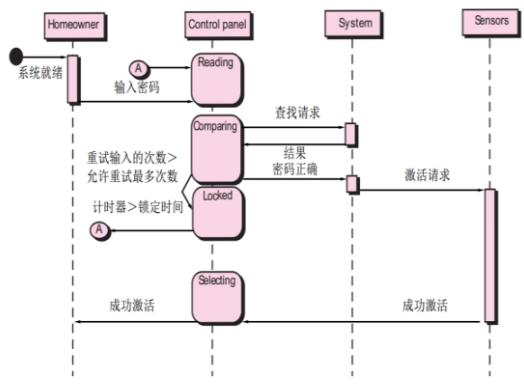 Homeowner
Control panel
System
Sensors
系统就绪
A
Reading
输入密码
查找请求
Comparing
结果
重试输入的次数>
允许重试最多次数
密码正确
激活请求
Locked
计时器>锁定时间
A
Selecting
成功激活
成功激活